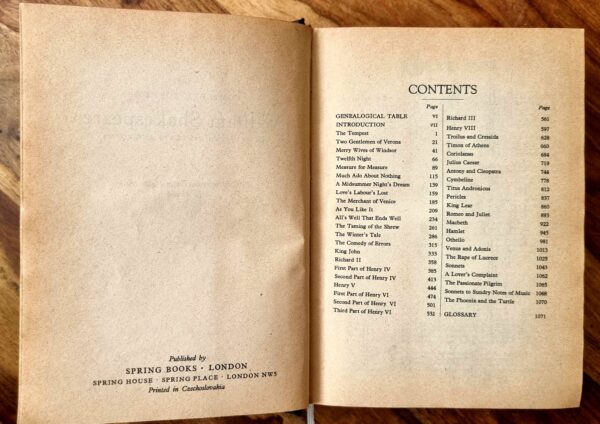 Published by
SPRING BOOKS · LONDON
SPRING HOUSE · SPRING PLACE · LONDON NW5
Printed in Czechoslovakia
CONTENTS
Page
GENEALOGICAL TABLE VI
INTRODUCTION VII
The Tempest 1
Two Gentlemen of Verona 21
Merry Wives of Windsor 41
Twelfth Night 66
Measure for Measure 89
Much Ado About Nothing 115
A Midsummer Night's Dream 139
Love's Labour's Lost 159
The Merchant of Venice 185
As You Like It 209
All's Well That Ends Well 234
The Taming of the Shrew 261
The Winter's Tale 286
The Comedy of Errors 315
King John 333
Richard II 358
First Part of Henry IV 385
Second Part of Henry IV 413
Henry V 444
First Part of Henry VI 474
Second Part of Henry VI 501
Third Part of Henry VI 532
Page
Richard III 561
Henry VIII 597
Troilus and Cressida 628
Timon of Athens 660
Coriolanus 684
Julius Caesar 719
Antony and Cleopatra 744
Cymbeline 778
Titus Andronicus 812
Pericles 837
King Lear 860
Romeo and Juliet 893
Macbeth 922
Hamlet 945
Othello 981
Venus and Adonis 1013
The Rape of Lucrece 1025
Sonnets 1043
A Lover's Complaint 1062
The Passionate Pilgrim 1065
Sonnets to Sundry Notes of Music 1068
The Phoenix and the Turtle 1070
GLOSSARY 1071